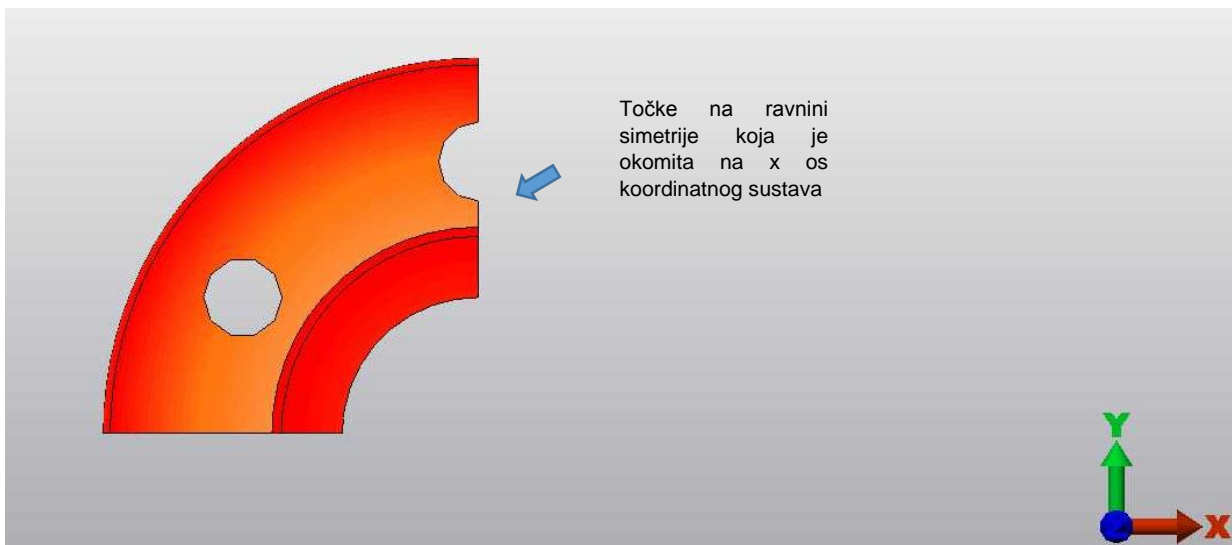 Točke na ravnini
simetrije koja je
okomita na x os
koordinatnog sustava
Y
X